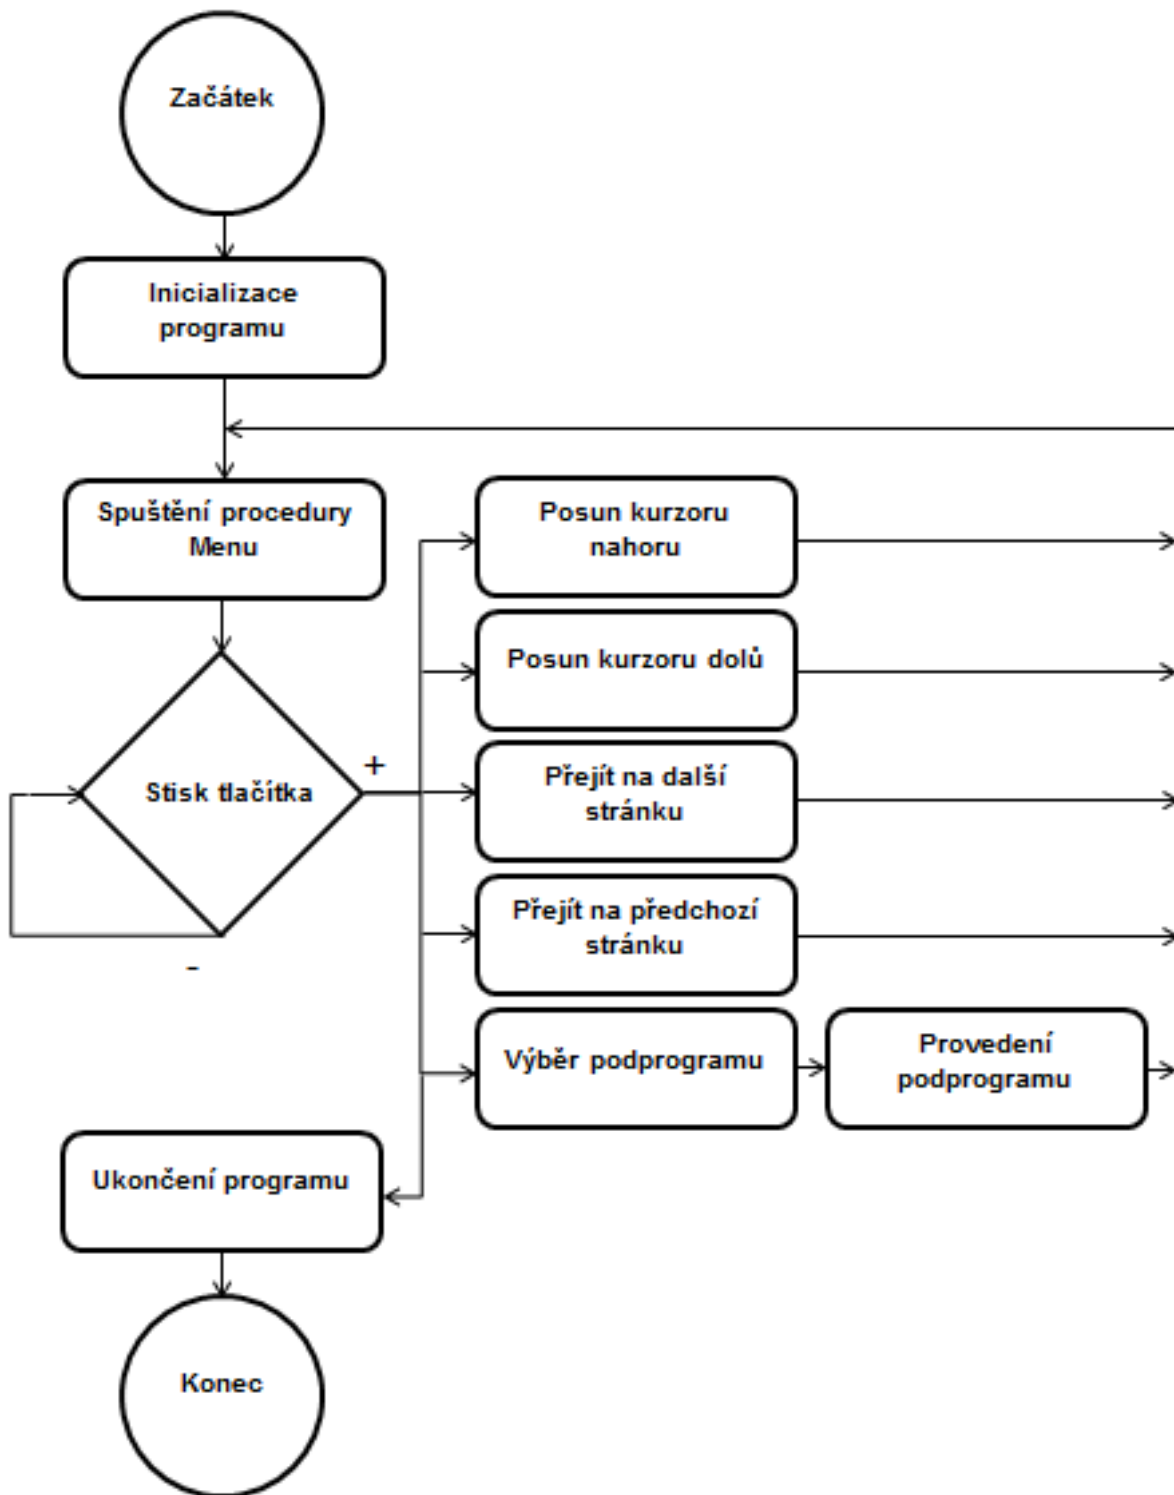 Začátek
Inicializace
programu
Spuštění procedury
Menu
Stisk tlačítka
+
-
Posun kurzoru
nahoru
Posun kurzoru dolů
Přejít na další
stránku
Přejít na předchozí
stránku
Výběr podprogramu
Provedení
podprogramu
Ukončení programu
Konec